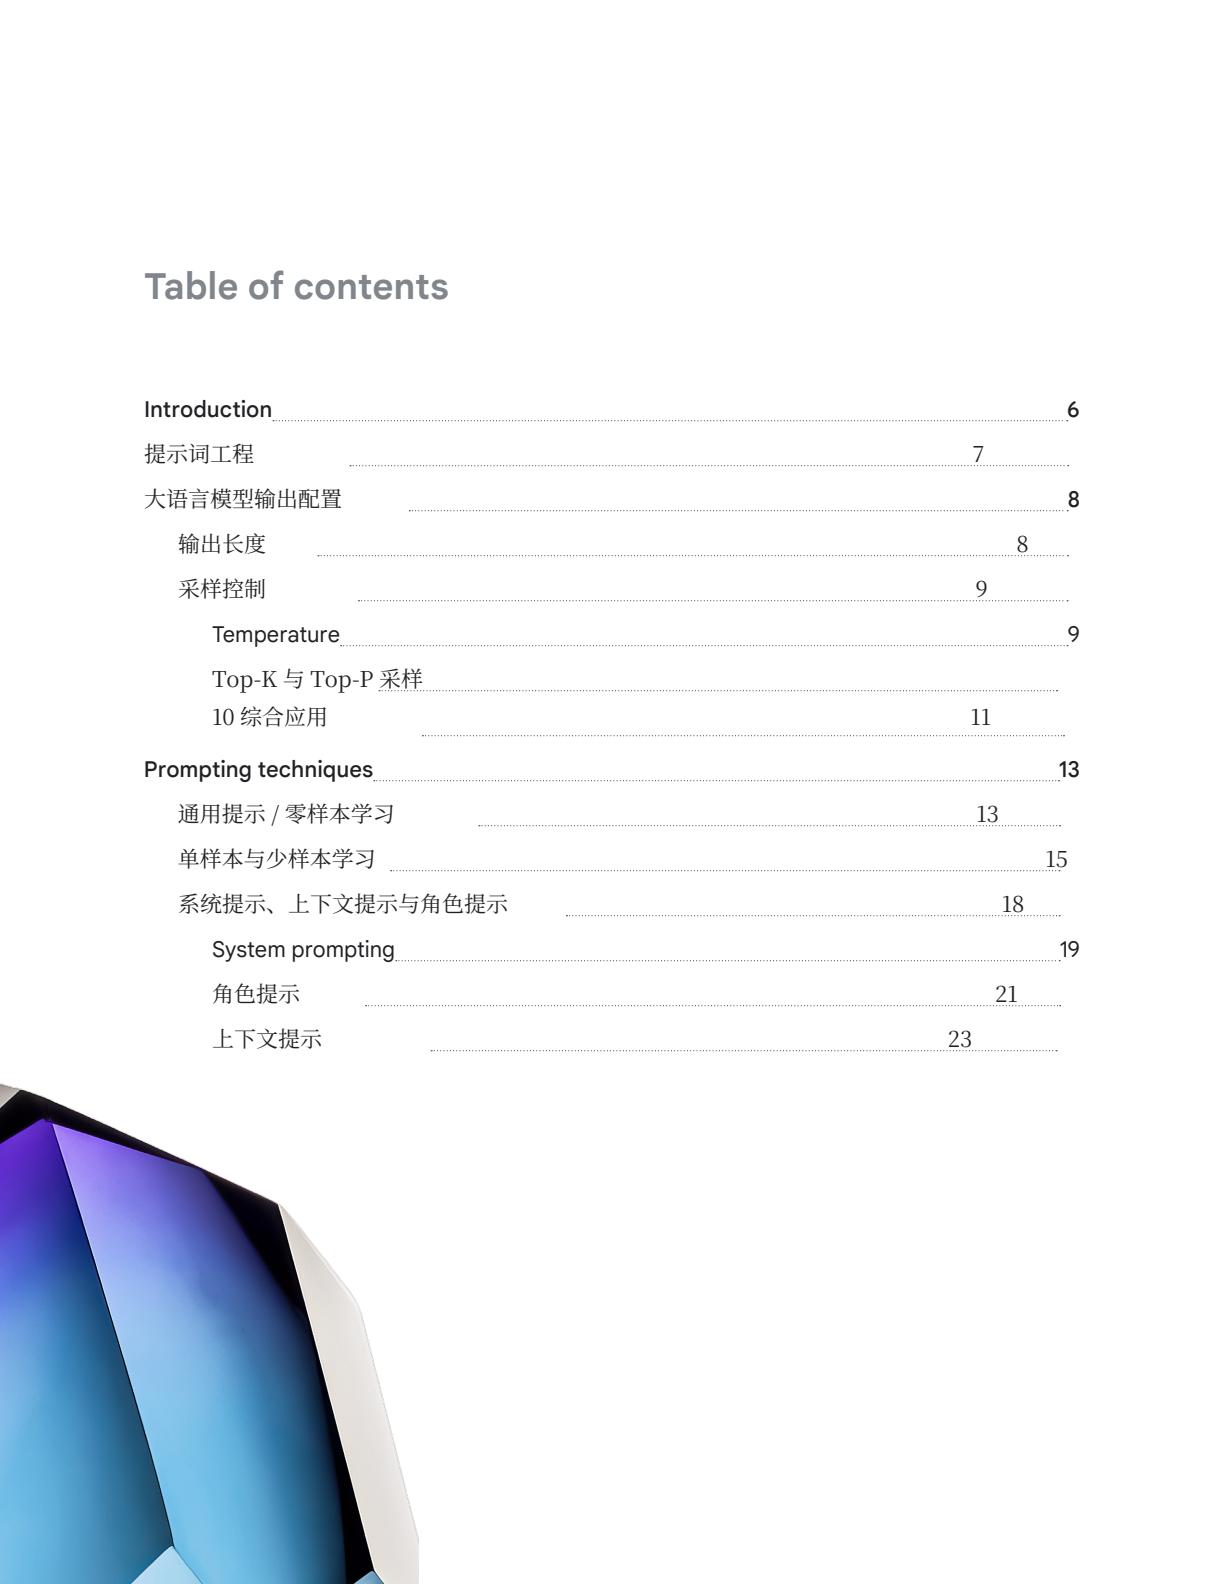 Table of contents
Introduction 6
提示词工程 7
大语言模型输出配置 8
输出长度 8
采样控制 9
Temperature 9
Top-K 与 Top-P 采样
10 综合应用 11
Prompting techniques 13
通用提示 / 零样本学习 13
单样本与少样本学习 15
系统提示、上下文提示与角色提示 18
System prompting 19
角色提示 21
上下文提示 23